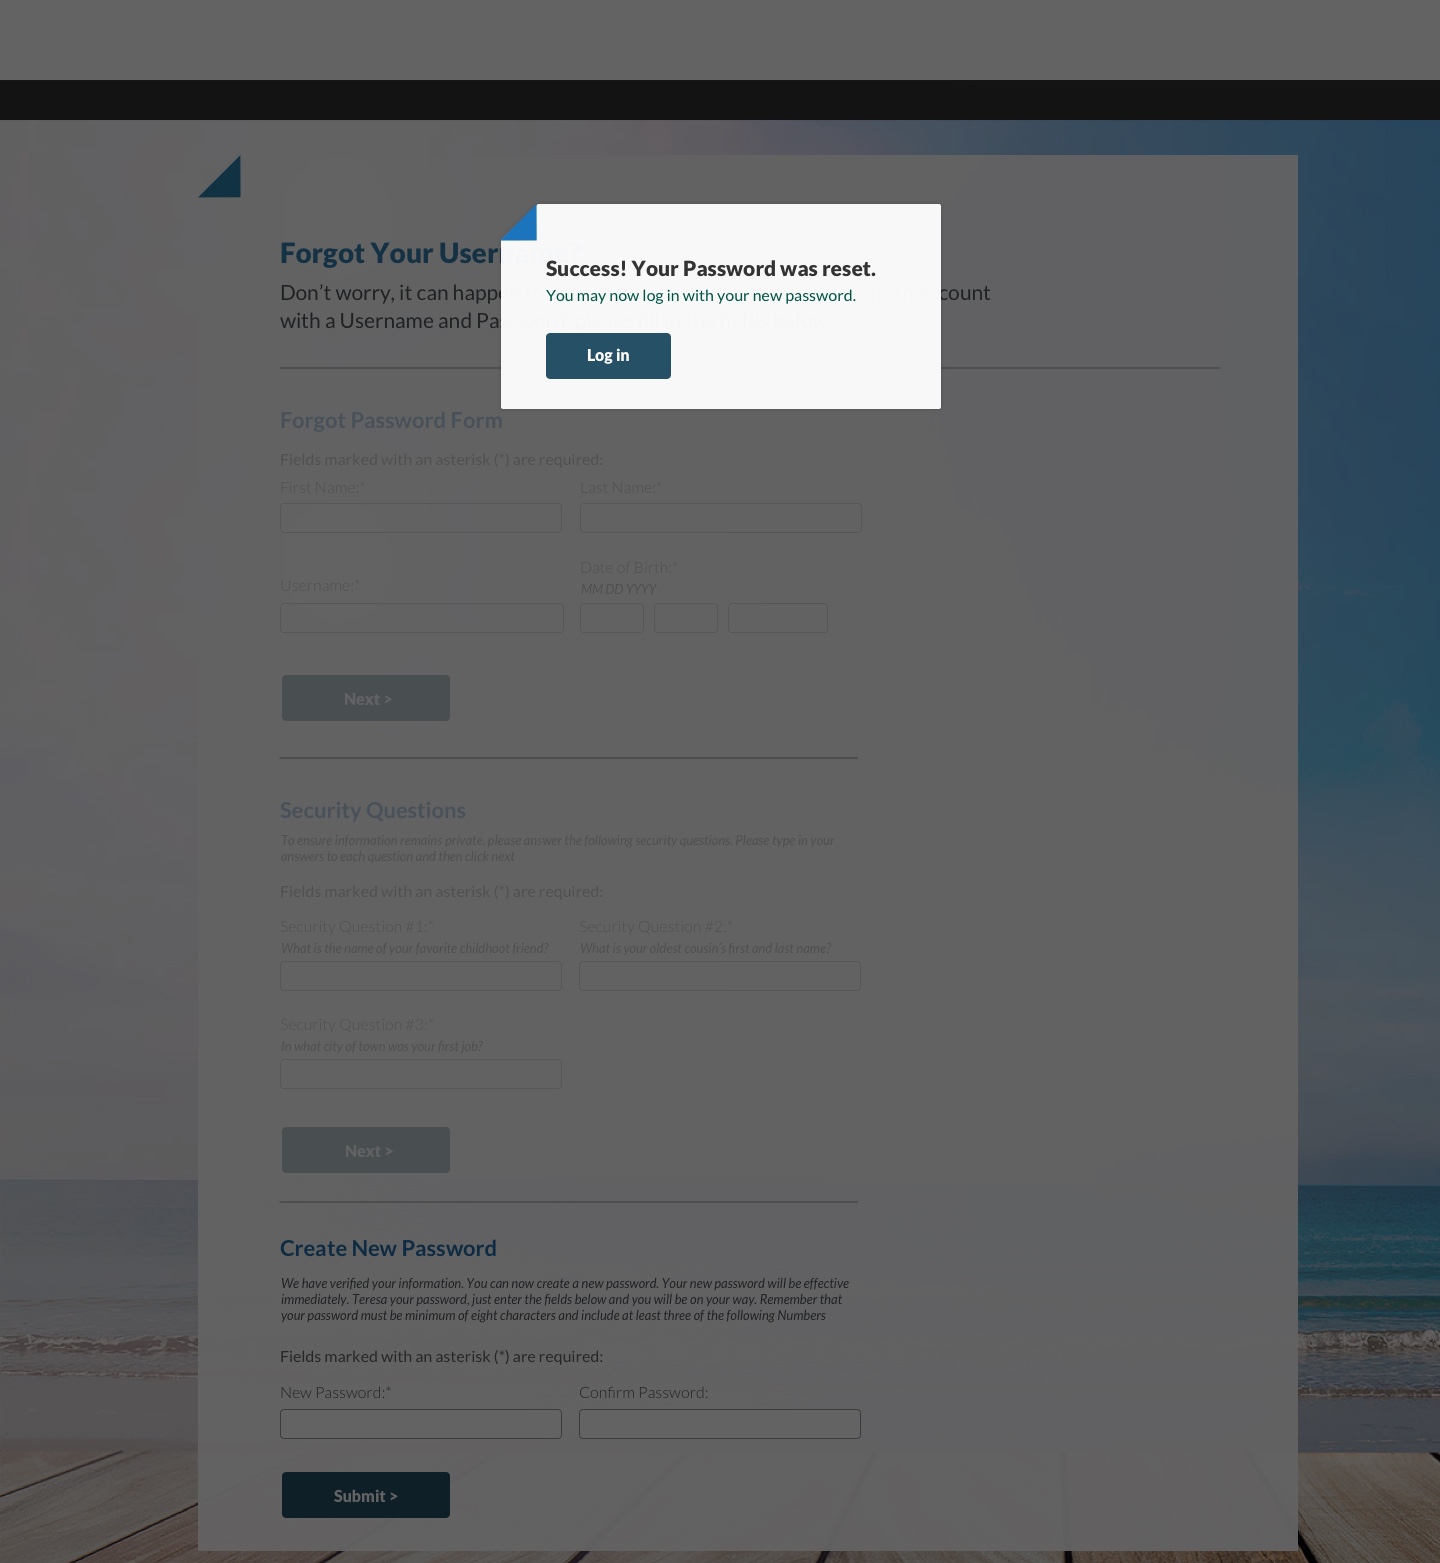 Forgot Your User
Success! Your Password was reset.
Don’t worry, it can happ
count
You may now log in with your new password.
with a Username and Pas
Log in
Forgot Password Form
Fields marked with an asterisk (*) are required:
First Name:*
Last Name:*
Date of Birth:*
Username:*
MM DD YYYY
Next >
Security Questions
To ensure information remains private, please answer the following security questions. Please type in your
answers to each question and then click next
Fields marked with an asterisk (*) are required:
Security Question #1:*
Security Question #2:*
What is the name of your favorite childhoot friend?
What is your oldest cousin’s first and last name?
Security Question #3:*
In what city of town was your first job?
Next >
Create New Password
We have verified your information. You can now create a new password. Your new password will be effective
immediately. Teresa your password, just enter the fields below and you will be on your way. Remember that
your password must be minimum of eight characters and include at least three of the following Numbers
Fields marked with an asterisk (*) are required:
New Password:*
Confirm Password:
Submit >